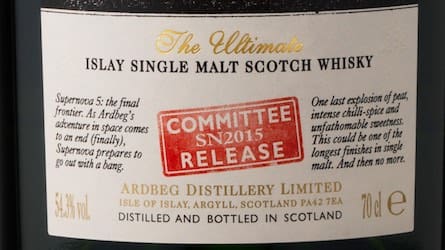 The Ultimate
ISLAY SINGLE MALT SCOTCH WHISKY
Supernova 5: the final
frontier. As Ardbeg's
adventure in space comes
to an end (finally),
Supernova prepares to
go out with a bang.
COMMITTEE
SN2015
RELEASE
One last explosion of peat,
intense chilli-spice and
unfathomable sweetness.
This could be one of the
longest finishes in single
malt. And then no more.
54.3% vol.
ARDBEG DISTILLERY LIMITED
ISLE OF ISLAY, ARGYLL, SCOTLAND PA42 7EA
DISTILLED AND BOTTLED IN SCOTLAND
70 cl e